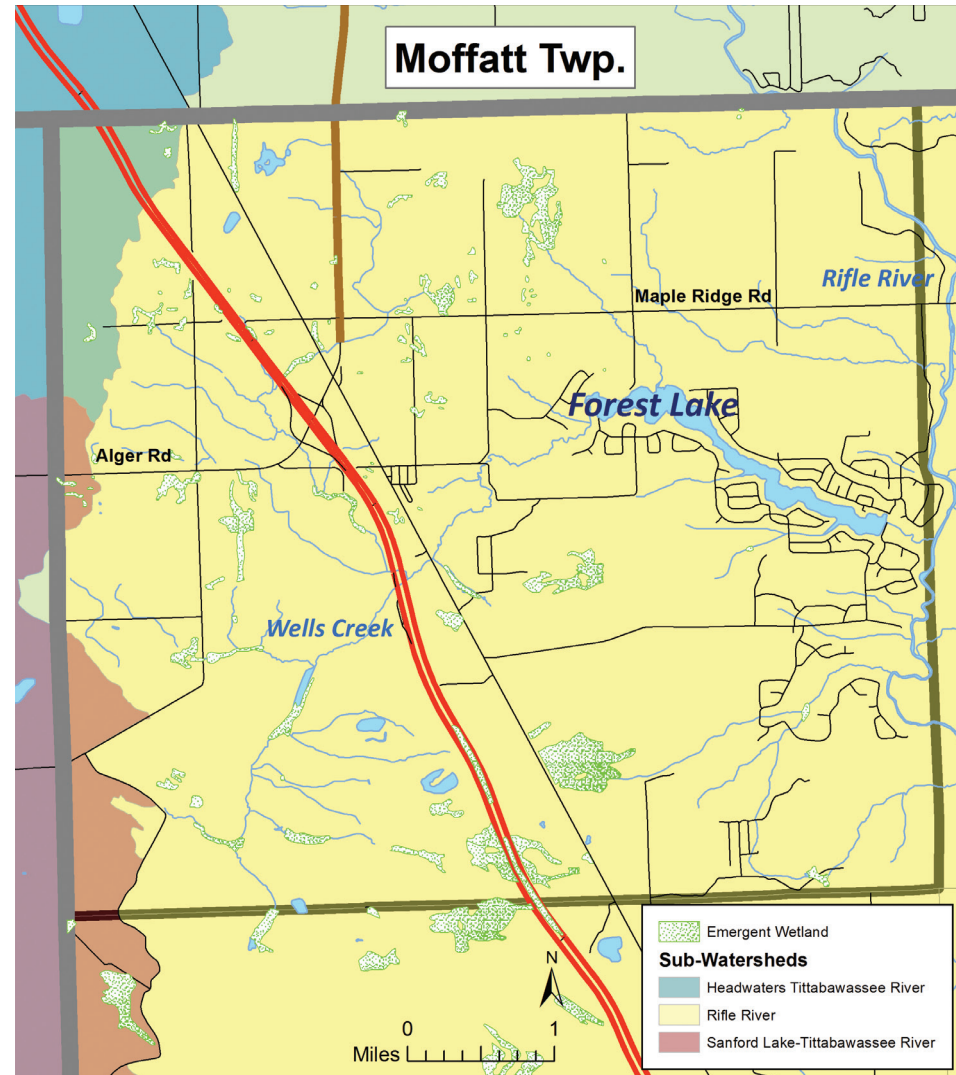 Moffatt Twp.
Rifle River
Maple Ridge Rd
Forest Lake
Alger Rd
Wells Creek
Emergent Wetland
Sub-Watersheds
Headwaters Tittabawassee River
Rifle River
Sanford Lake-Tittabawassee River
N
0 1
Miles